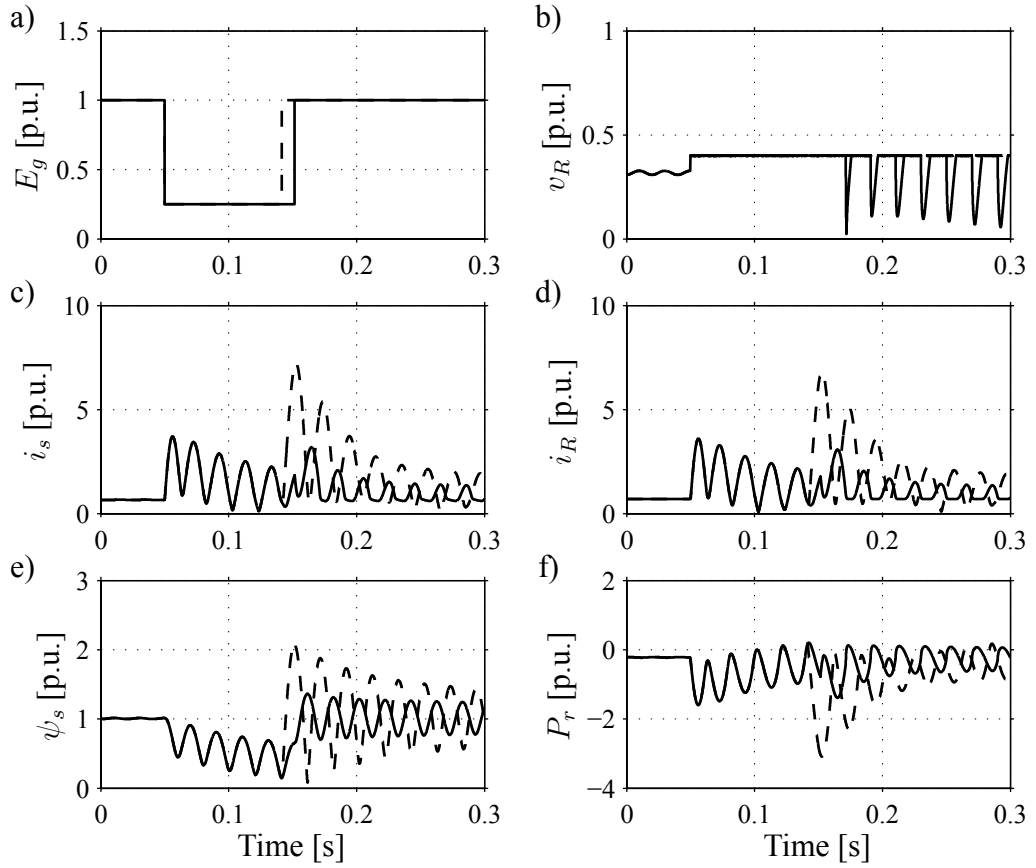 a)
1.5
1
0.5
0
E_g [p.u.]
0 0.1 0.2 0.3
b)
1
0.5
0
v_R [p.u.]
0 0.1 0.2 0.3
c)
10
5
0
i_s [p.u.]
0 0.1 0.2 0.3
d)
10
5
0
i_R [p.u.]
0 0.1 0.2 0.3
e)
3
2
1
0
ψ_s [p.u.]
0 0.1 0.2 0.3
Time [s]
f)
2
0
−2
−4
P_r [p.u.]
0 0.1 0.2 0.3
Time [s]